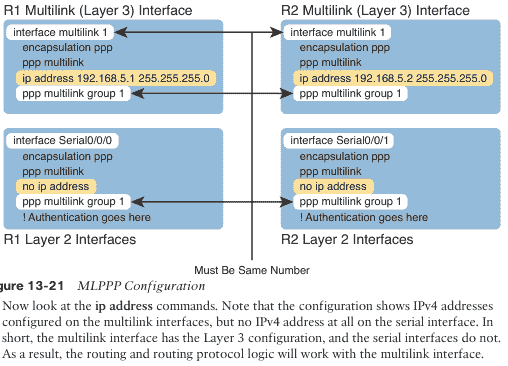 R1 Multilink (Layer 3) Interface
interface multilink 1
encapsulation ppp
ppp multilink
ip address 192.168.5.1 255.255.255.0
ppp multilink group 1
interface Serial0/0/0
encapsulation ppp
ppp multilink
no ip address
ppp multilink group 1
! Authentication goes here
R1 Layer 2 Interfaces
R2 Multilink (Layer 3) Interface
interface multilink 1
encapsulation ppp
ppp multilink
ip address 192.168.5.2 255.255.255.0
ppp multilink group 1
interface Serial0/0/1
encapsulation ppp
ppp multilink
no ip address
ppp multilink group 1
! Authentication goes here
R2 Layer 2 Interfaces
Must Be Same Number
gure 13-21 MLPPP Configuration
Now look at the ip address commands. Note that the configuration shows IPv4 addresses
configured on the multilink interfaces, but no IPv4 address at all on the serial interface. In
short, the multilink interface has the Layer 3 configuration, and the serial interfaces do not.
As a result, the routing and routing protocol logic will work with the multilink interface.